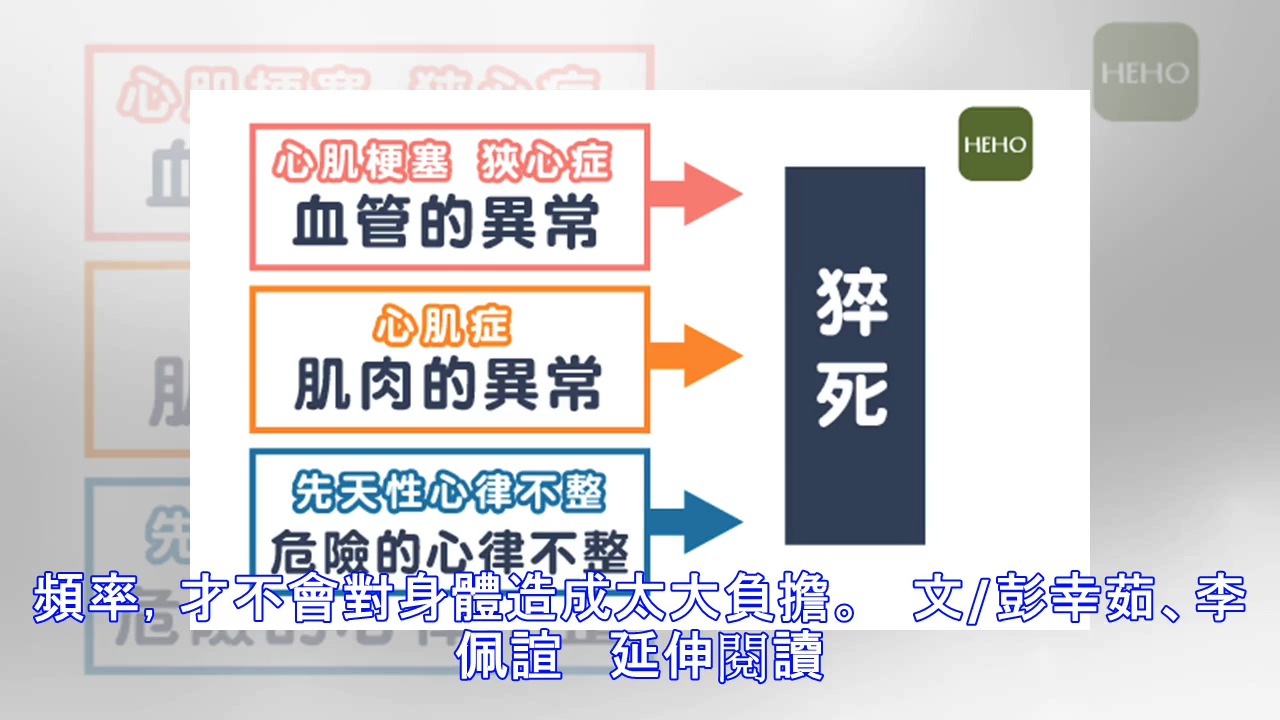 HEHO
HEHO
心肌梗塞 狹心症
血管的異常
心肌症
肌肉的異常
先天性心律不整
危險的心律不整
猝死
頻率, 才不會對身體造成太大負擔。 文/彭幸茹、李
佩誼 延伸閱讀